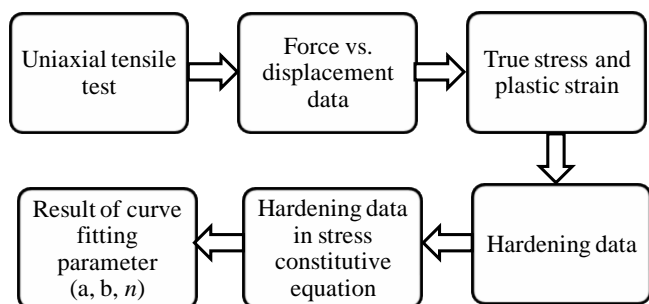 Uniaxial tensile
test
Force vs.
displacement
data
True stress and
plastic strain
Hardening data
Hardening data
in stress
constitutive
equation
Result of curve
fitting
parameter
(a, b, n)